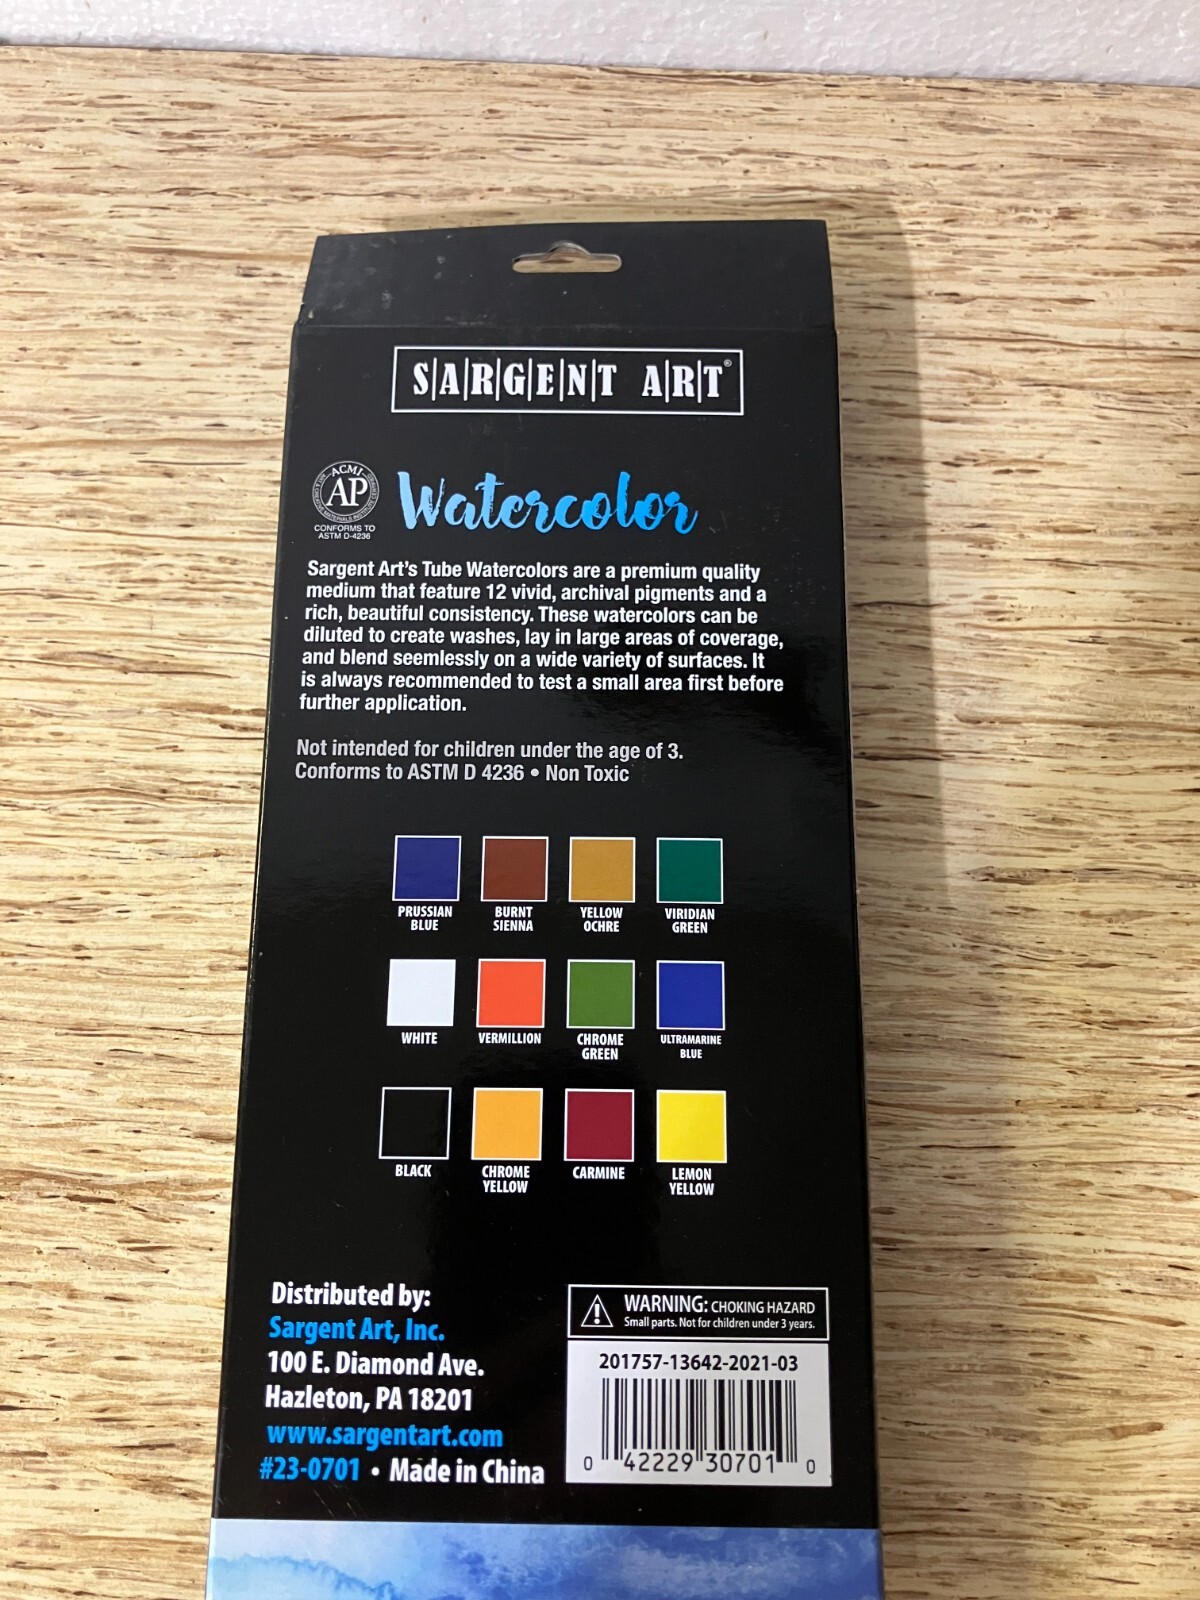 SARGENT ART®
ACMI
AP
CONFORMS TO
ASTM D-4236
Watercolor
Sargent Art's Tube Watercolors are a premium quality
medium that feature 12 vivid, archival pigments and a
rich, beautiful consistency. These watercolors can be
diluted to create washes, lay in large areas of coverage,
and blend seemlessly on a wide variety of surfaces. It
is always recommended to test a small area first before
further application.
Not intended for children under the age of 3.
Conforms to ASTM D 4236 • Non Toxic
PRUSSIAN BLUE
BURNT SIENNA
YELLOW OCHRE
VIRIDIAN GREEN
WHITE
VERMILLION
CHROME GREEN
ULTRAMARINE BLUE
BLACK
CHROME YELLOW
CARMINE
LEMON YELLOW
Distributed by:
Sargent Art, Inc.
100 E. Diamond Ave.
Hazleton, PA 18201
www.sargentart.com
#23-0701 • Made in China
WARNING: CHOKING HAZARD
Small parts. Not for children under 3 years.
201757-13642-2021-03
0 42229 30701 0